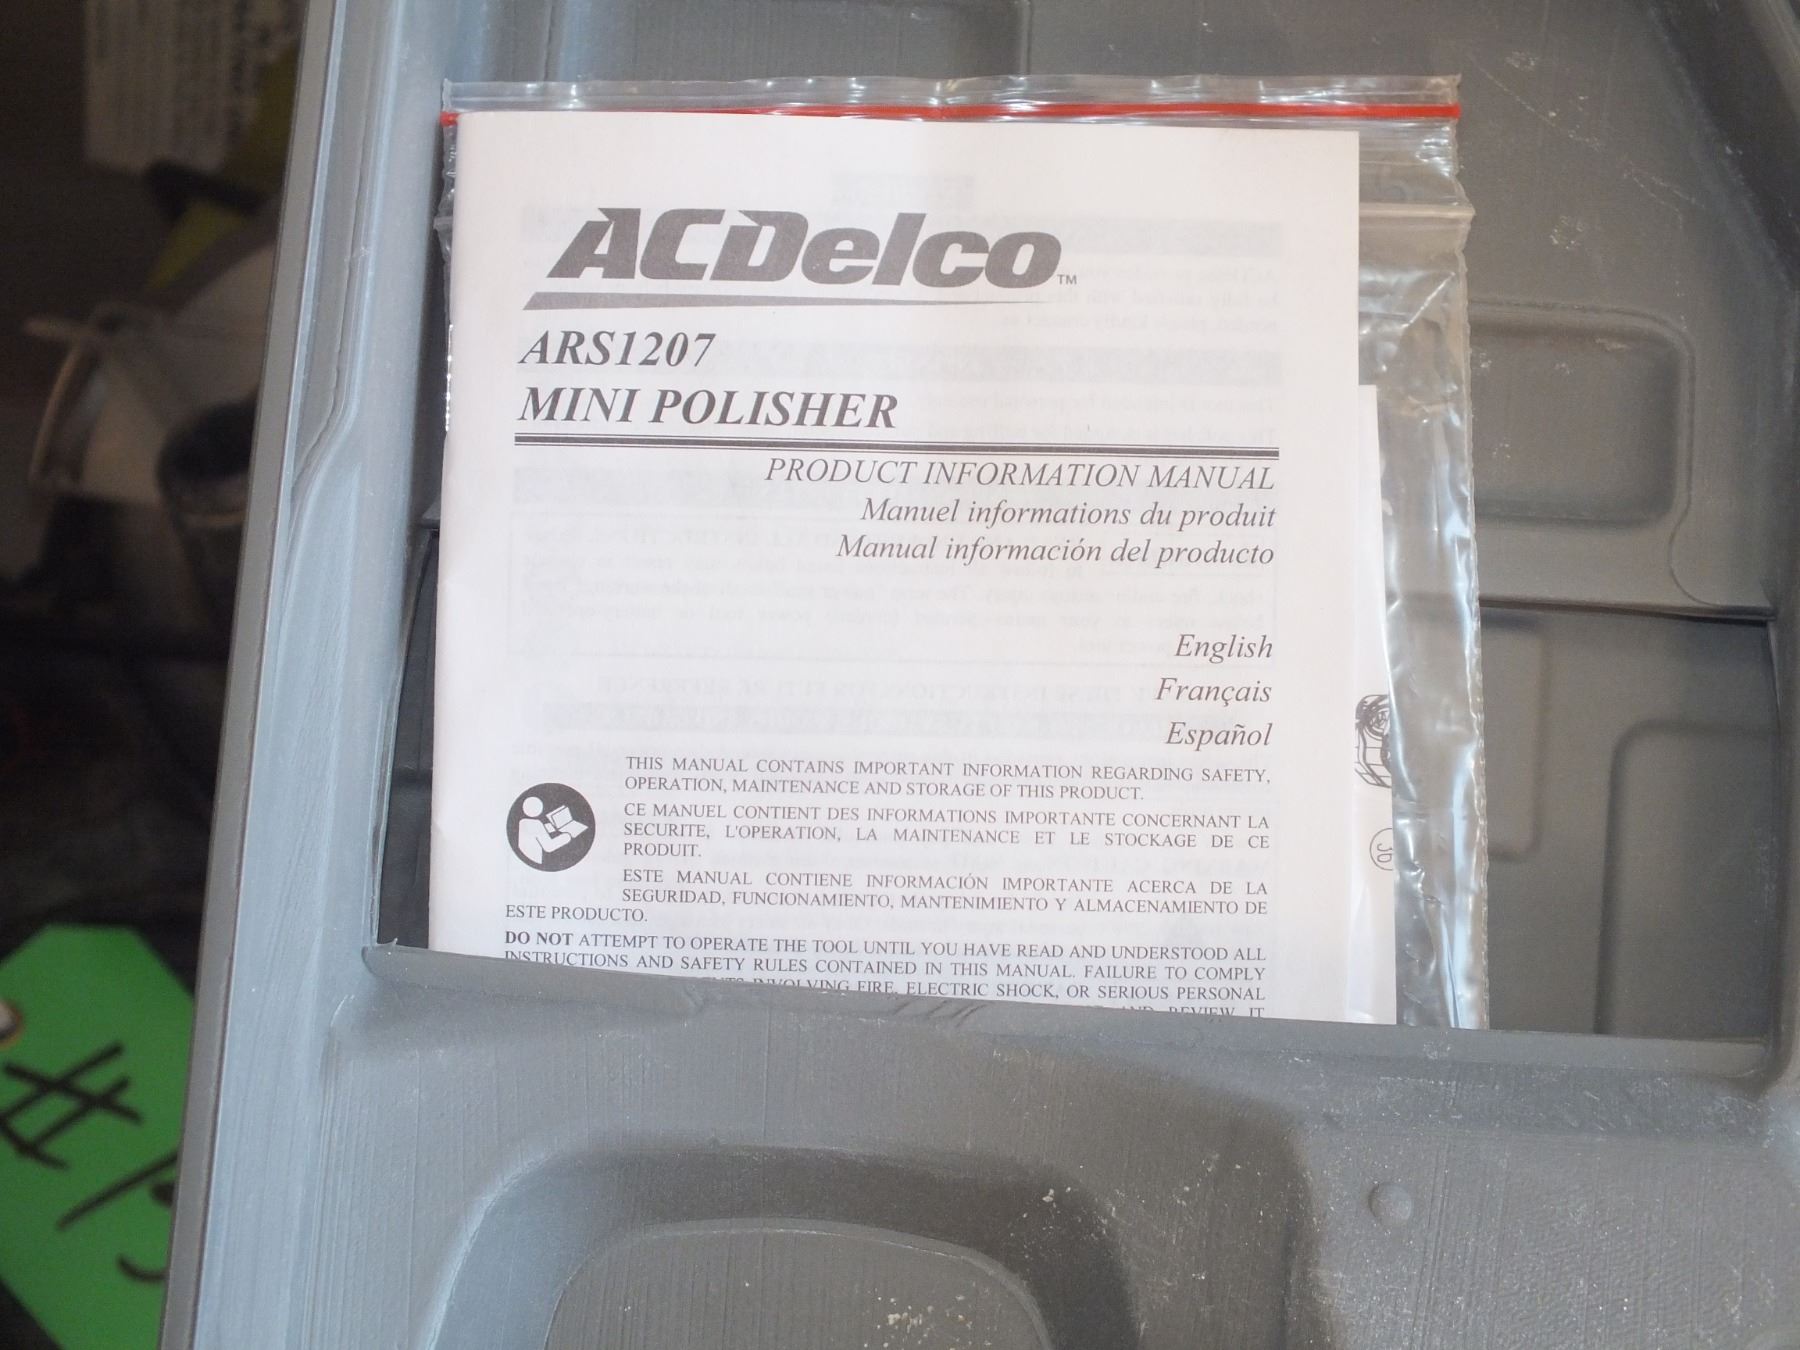 ACDelco™
ARS1207
MINI POLISHER
PRODUCT INFORMATION MANUAL
Manuel informations du produit
Manual información del producto
English
Français
Español
THIS MANUAL CONTAINS IMPORTANT INFORMATION REGARDING SAFETY,
OPERATION, MAINTENANCE AND STORAGE OF THIS PRODUCT.
CE MANUEL CONTIENT DES INFORMATIONS IMPORTANTE CONCERNANT LA
SECURITE, L'OPERATION, LA MAINTENANCE ET LE STOCKAGE DE CE
PRODUIT.
ESTE MANUAL CONTIENE INFORMACIÓN IMPORTANTE ACERCA DE LA
SEGURIDAD, FUNCIONAMIENTO, MANTENIMIENTO Y ALMACENAMIENTO DE
ESTE PRODUCTO.
DO NOT ATTEMPT TO OPERATE THE TOOL UNTIL YOU HAVE READ AND UNDERSTOOD ALL
INSTRUCTIONS AND SAFETY RULES CONTAINED IN THIS MANUAL. FAILURE TO COMPLY
INVOLVING FIRE, ELECTRIC SHOCK, OR SERIOUS PERSONAL
AND REVIEW IT